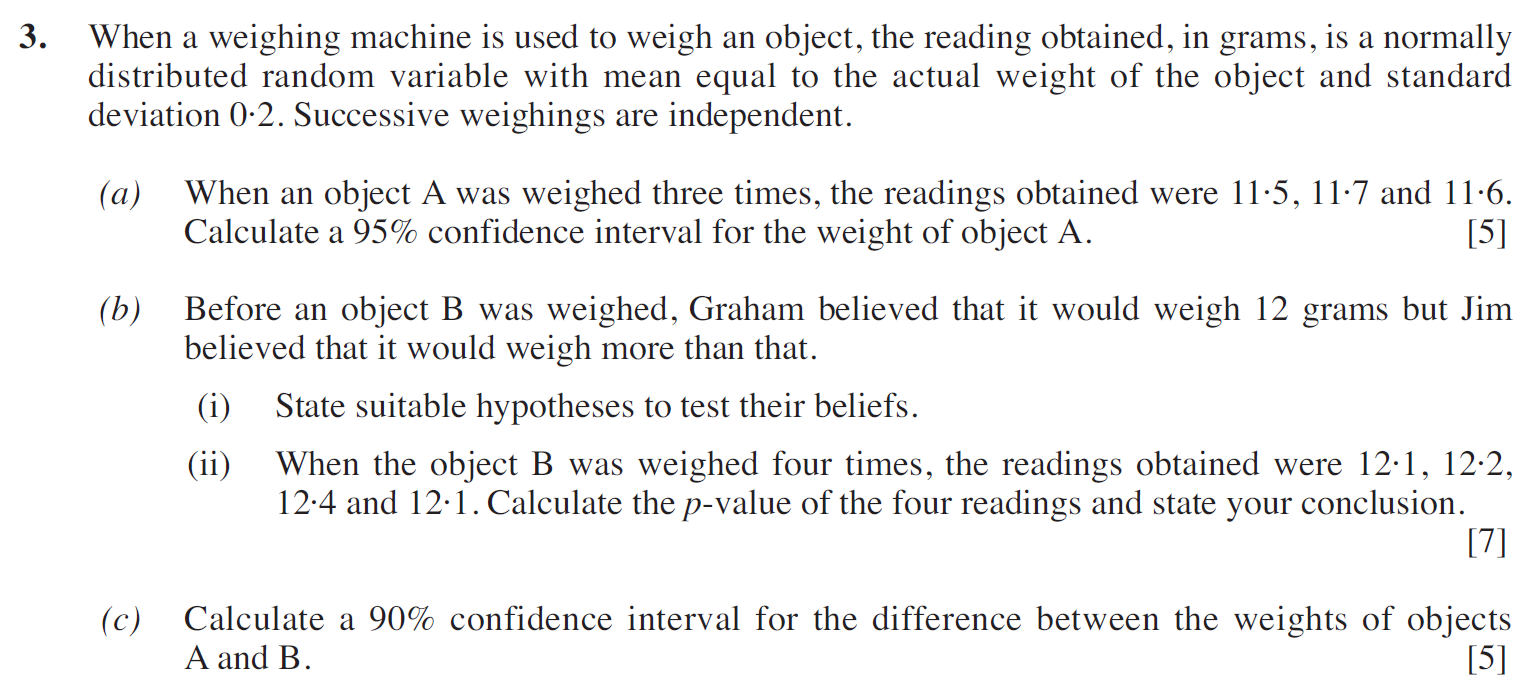 3. When a weighing machine is used to weigh an object, the reading obtained, in grams, is a normally
distributed random variable with mean equal to the actual weight of the object and standard
deviation 0·2. Successive weighings are independent.
(a) When an object A was weighed three times, the readings obtained were 11·5, 11·7 and 11·6.
Calculate a 95% confidence interval for the weight of object A. [5]
(b) Before an object B was weighed, Graham believed that it would weigh 12 grams but Jim
believed that it would weigh more than that.
(i) State suitable hypotheses to test their beliefs.
(ii) When the object B was weighed four times, the readings obtained were 12·1, 12·2,
12·4 and 12·1. Calculate the p-value of the four readings and state your conclusion.
[7]
(c) Calculate a 90% confidence interval for the difference between the weights of objects
A and B. [5]